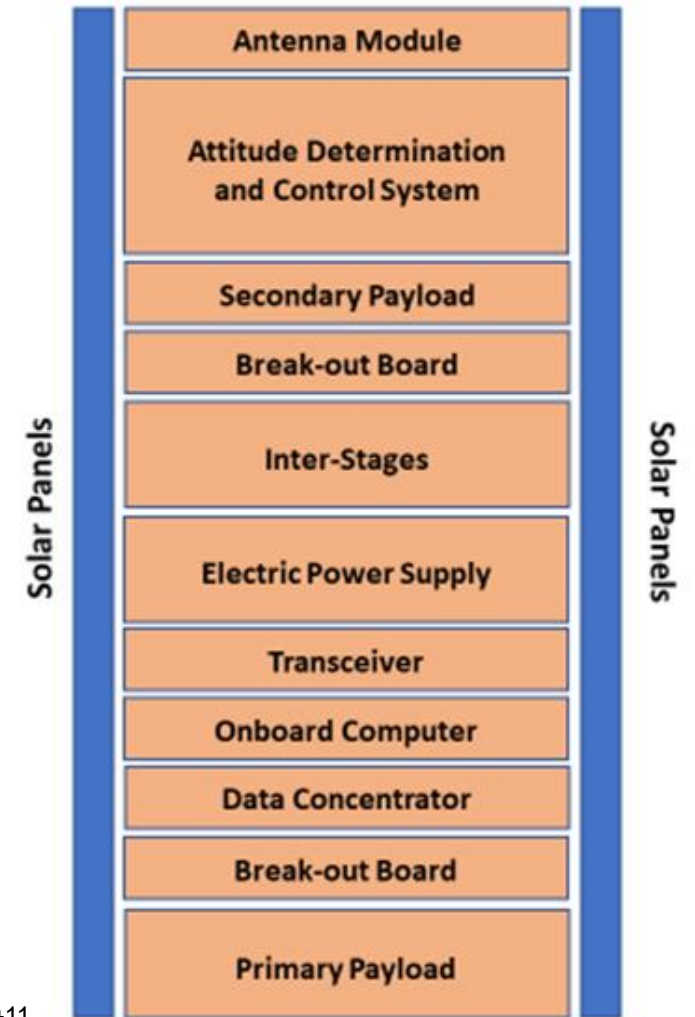 Antenna Module
Attitude Determination
and Control System
Secondary Payload
Break-out Board
Inter-Stages
Solar Panels
Solar Panels
Electric Power Supply
Transceiver
Onboard Computer
Data Concentrator
Break-out Board
Primary Payload